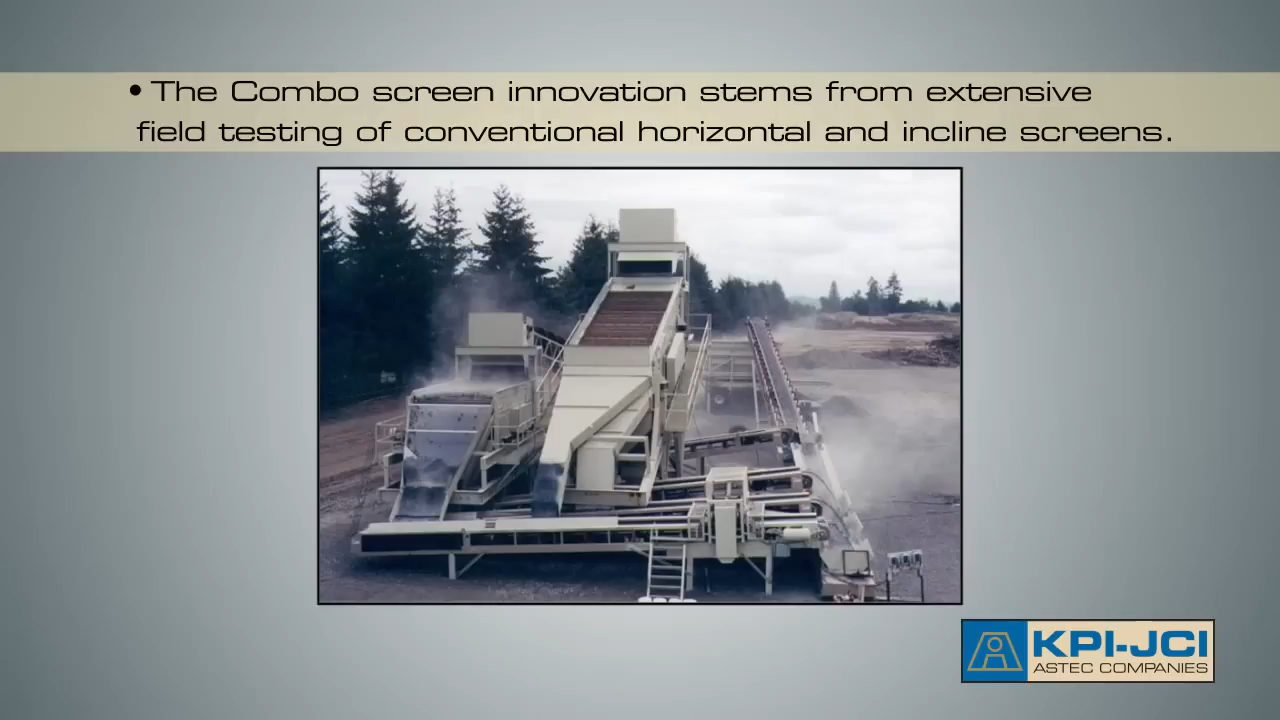 • The Combo screen innovation stems from extensive
field testing of conventional horizontal and incline screens.
KPI-JCI
ASTEC COMPANIES